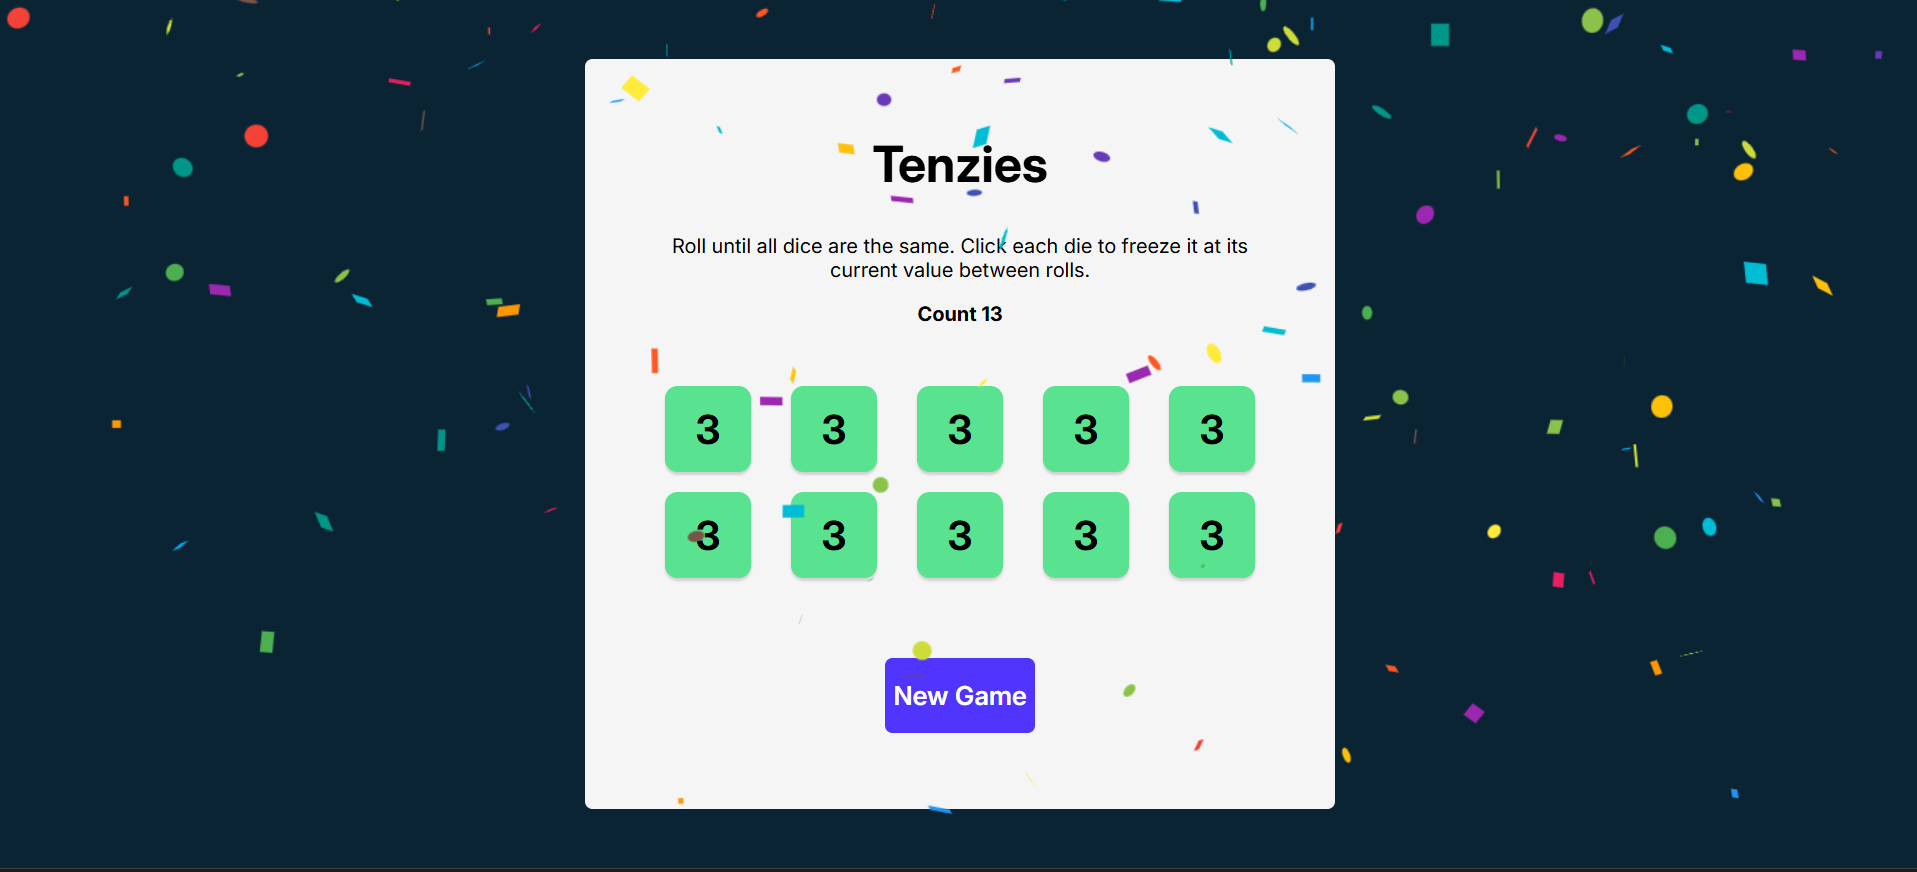 Tenzies
Roll until all dice are the same. Click each die to freeze it at its
current value between rolls.
Count 13
3 3 3 3 3
3 3 3 3 3
New Game